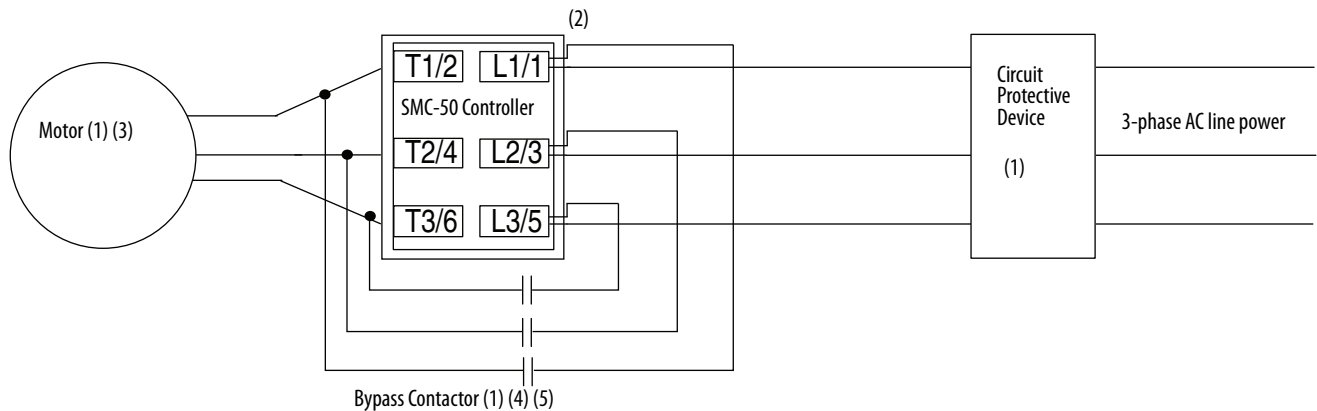 (2)
T1/2 L1/1
SMC-50 Controller
T2/4 L2/3
T3/6 L3/5
Motor (1) (3)
Circuit
Protective
Device
(1)
3-phase AC line power
Bypass Contactor (1) (4) (5)